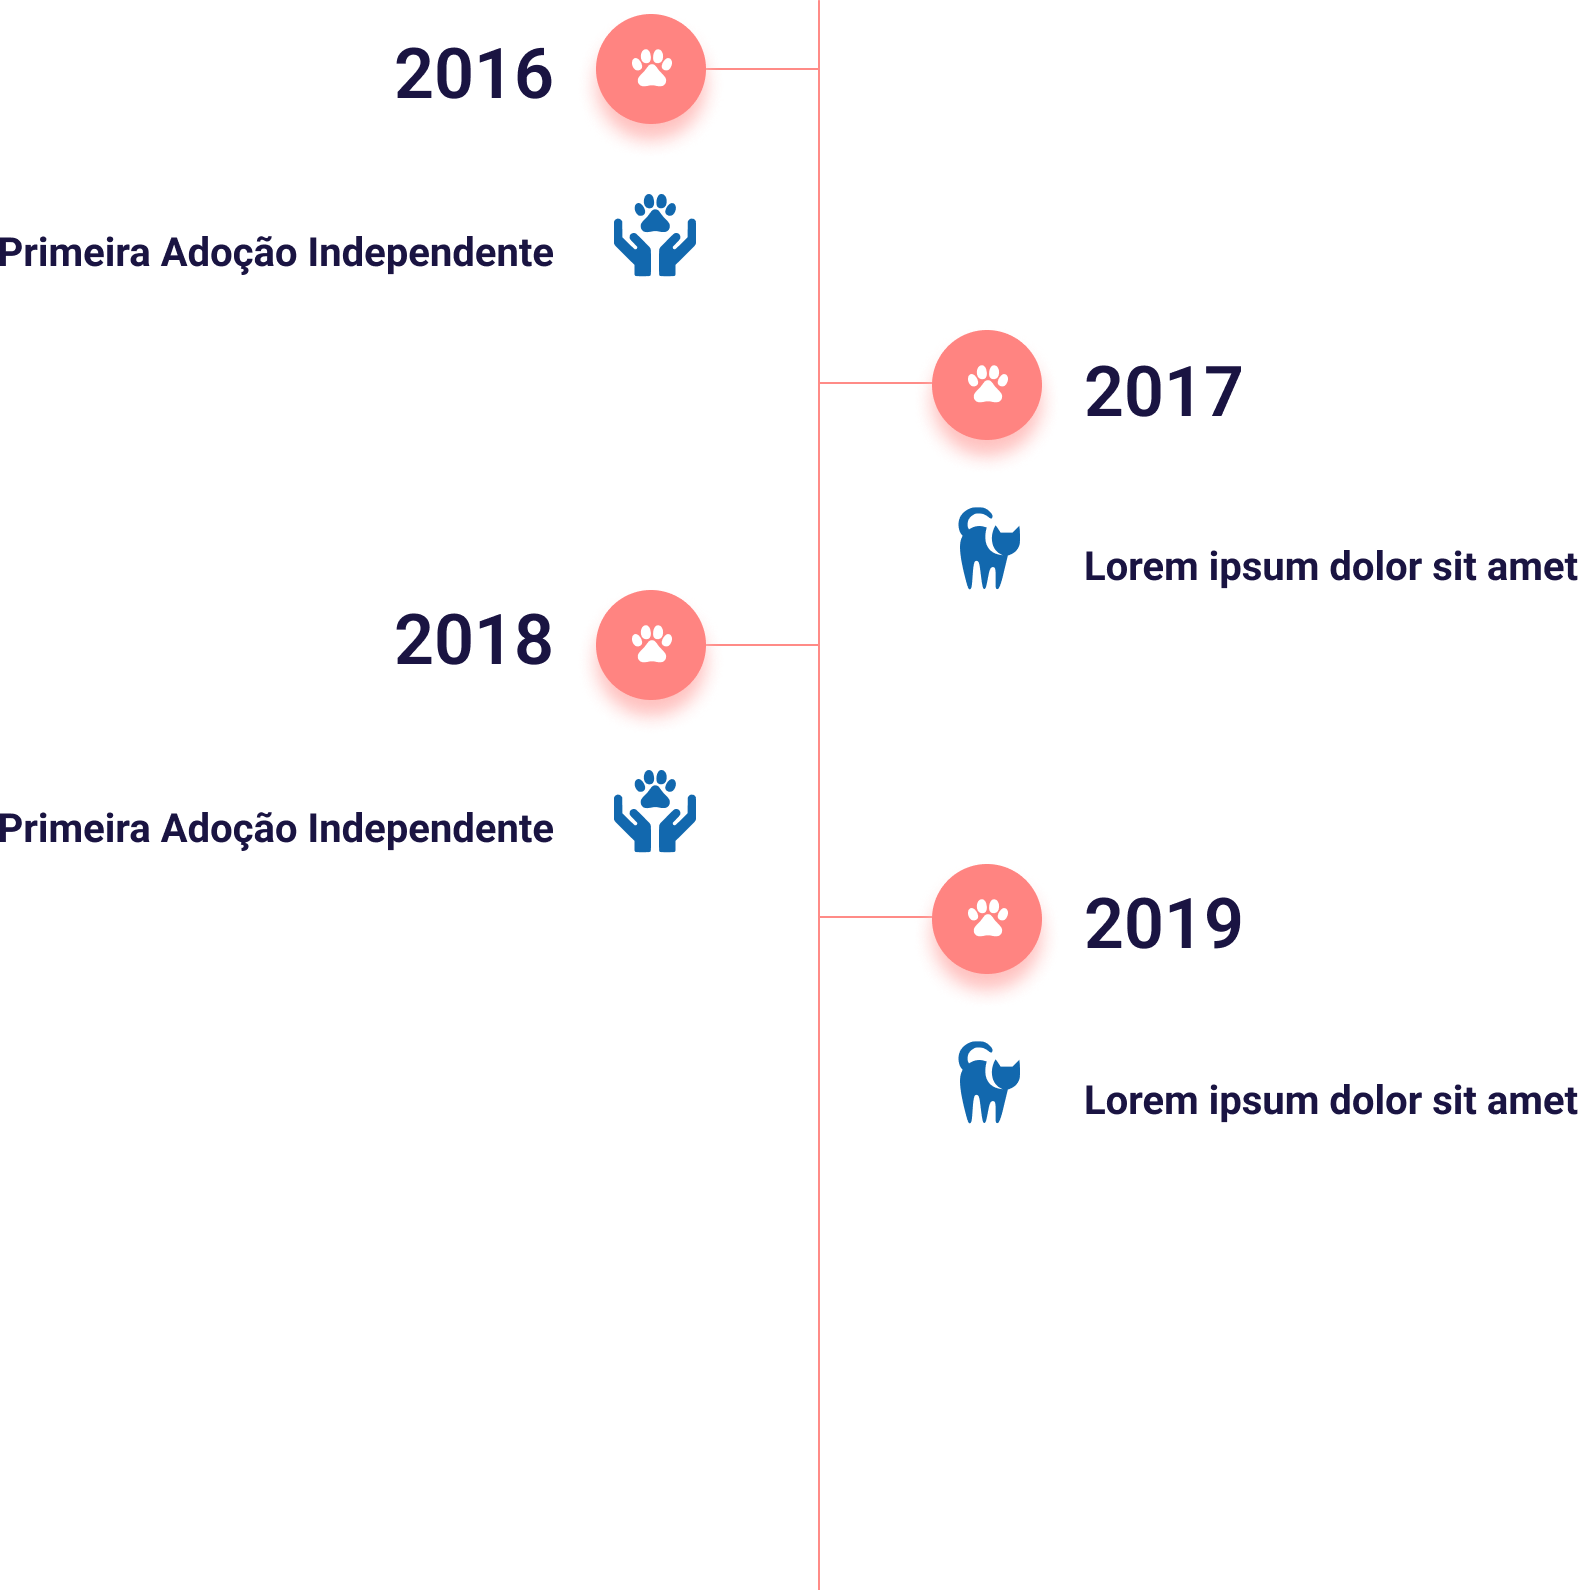 2016
Primeira Adoção Independente
2017
Lorem ipsum dolor sit amet
2018
Primeira Adoção Independente
2019
Lorem ipsum dolor sit amet